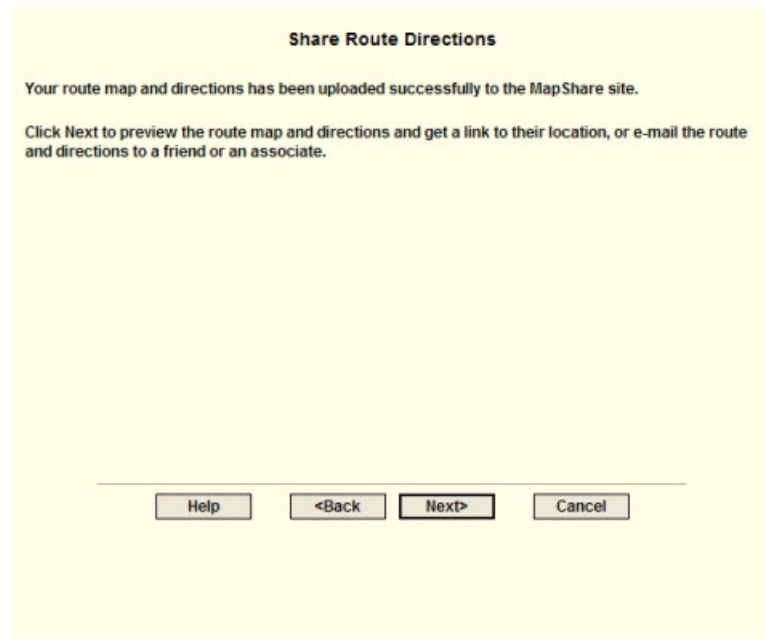 Share Route Directions
Your route map and directions has been uploaded successfully to the MapShare site.
Click Next to preview the route map and directions and get a link to their location, or e-mail the route
and directions to a friend or an associate.
Help <Back Next> Cancel